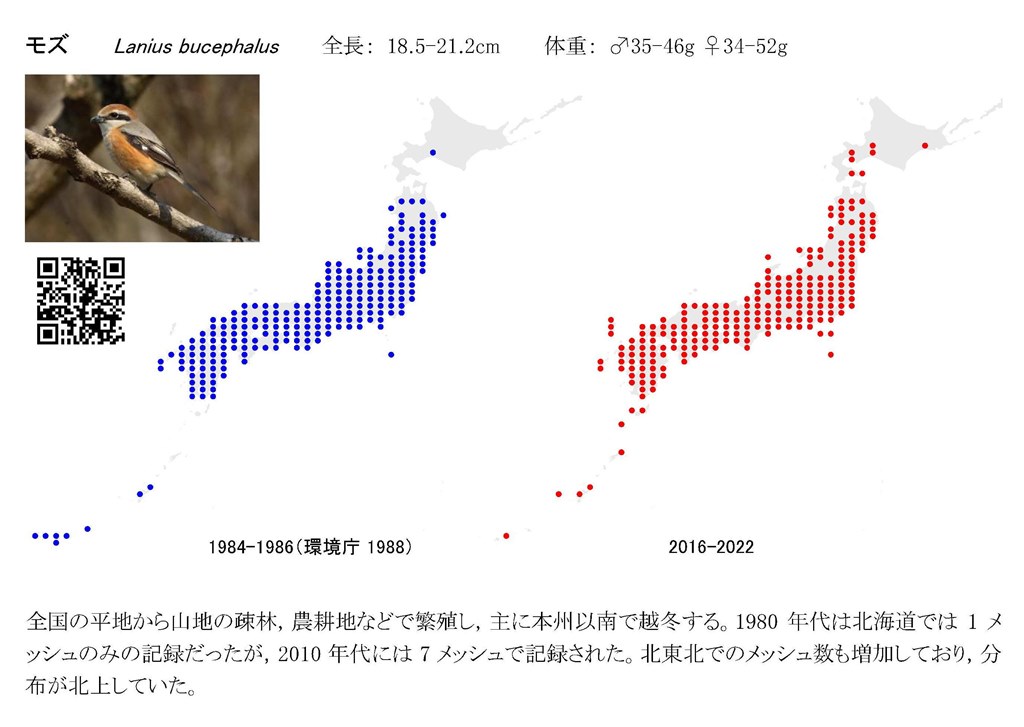 モズ Lanius bucephalus 全長: 18.5-21.2cm 体重: ♂35-46g ♀34-52g
1984-1986(環境庁 1988) 2016-2022
全国の平地から山地の疎林, 農耕地などで繁殖し, 主に本州以南で越冬する。1980 年代は北海道では 1 メ
ッシュのみの記録だったが, 2010 年代には 7 メッシュで記録された。北東北でのメッシュ数も増加しており, 分
布が北上していた。